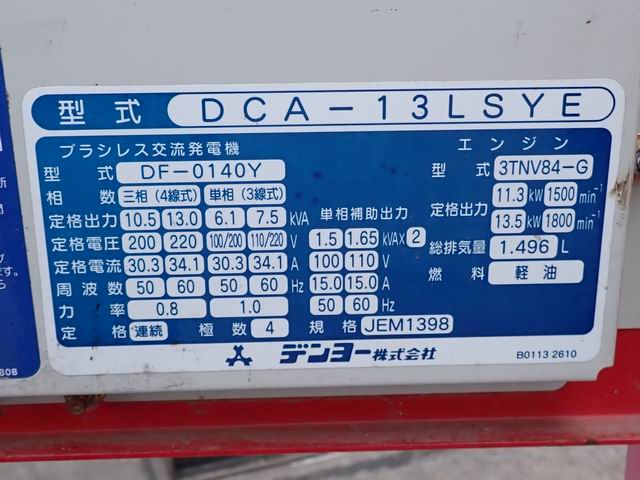 型式 DCA-13LSYE
ブラシレス交流発電機
型式 DF-0140Y
相数 三相(4線式) 単相(3線式)
定格出力 10.5 13.0 6.1 7.5 kVA
定格電圧 200 220 100/200 110/220 V
定格電流 30.3 34.1 30.3 34.1 A
周波数 50 60 50 60 Hz
力率 0.8 1.0
定格 連続 極数 4 規格 JEM1398
単相補助出力
1.5 1.65 kVA×2
100 110 V
15.0 15.0 A
50 60 Hz
エンジン
型式 3TNV84-G
定格出力 11.3 kW 1500 min-1
13.5 kW 1800 min-1
総排気量 1.496 L
燃料 軽油
デンヨー株式会社
B0113 2610